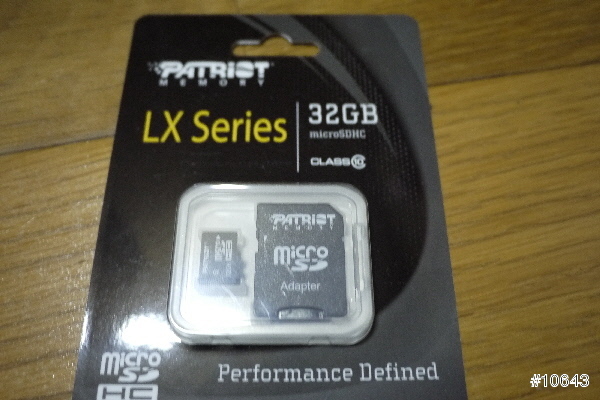 PATRIOT
MEMORY
LX Series
32GB
microSDHC
CLASS 10
PATRIOT
MEMORY
micro
SD
Adapter
PATRIOT
micro
SD
HC
Performance Defined
#10643